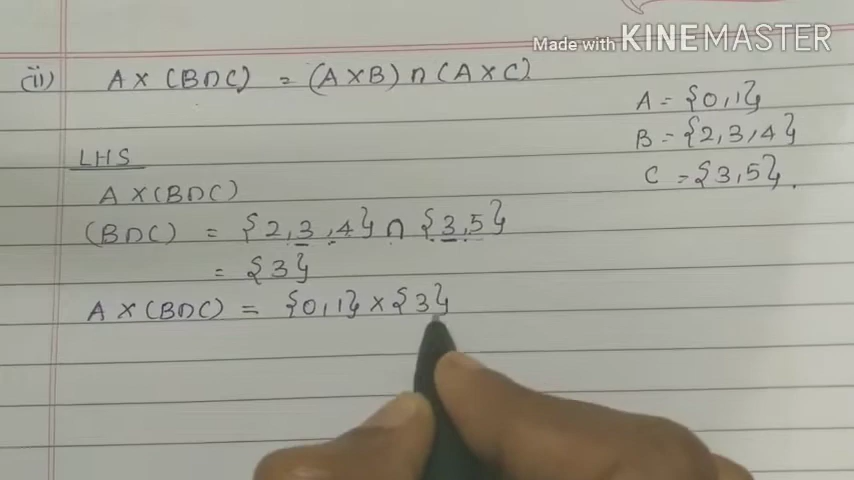 Made with KINEMASTER
(ii) A × (B∩C) = (A×B) ∩ (A×C)
A = {0,1}
B = {2,3,4}
C = {3,5}.
LHS
A × (B∩C)
(B∩C) = {2,3,4} ∩ {3,5}
= {3}
A × (B∩C) = {0,1} × {3}